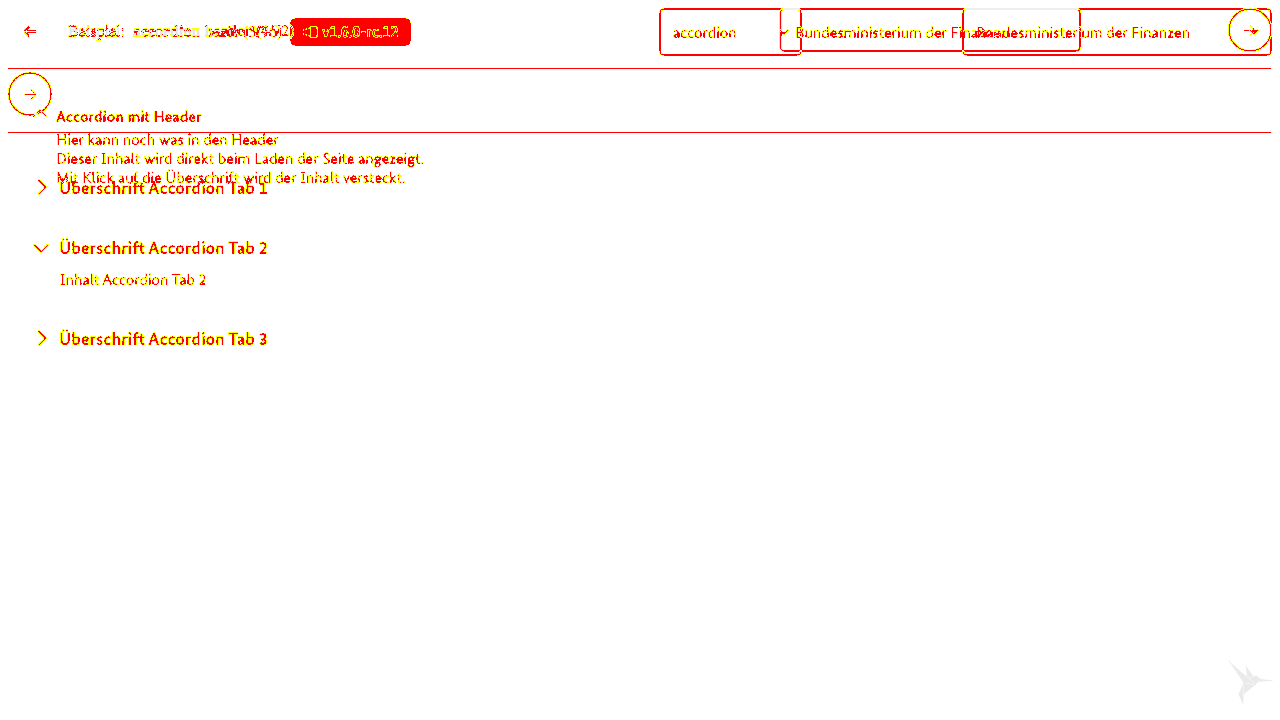 Beispiel: accordion
v1.6.0-rc.12
accordion
Bundesministerium der Finanzen
Bundesministerium der Finanzen
Accordion mit Header
Hier kann noch was in den Header
Dieser Inhalt wird direkt beim Laden der Seite angezeigt.
Mit Klick auf die Überschrift wird der Inhalt versteckt.
Überschrift Accordion Tab 1
Überschrift Accordion Tab 2
Inhalt Accordion Tab 2
Überschrift Accordion Tab 3